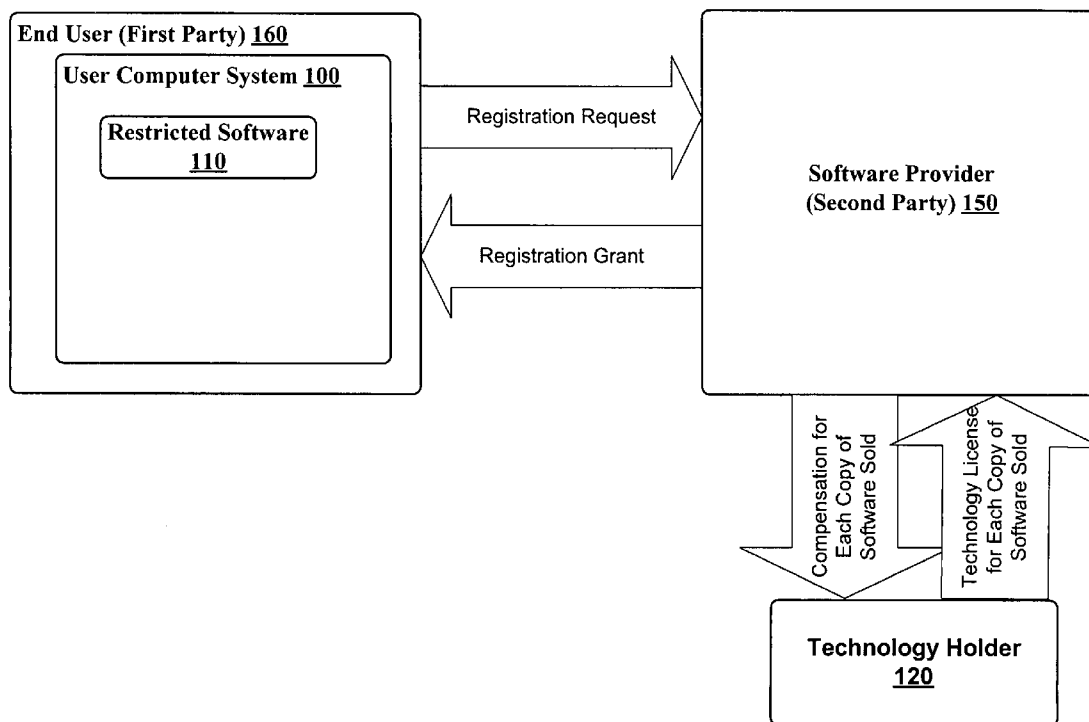 End User (First Party) 160
User Computer System 100
Restricted Software
110
Registration Request
Registration Grant
Software Provider
(Second Party) 150
Compensation for
Each Copy of
Software Sold
Technology License
for Each Copy of
Software Sold
Technology Holder
120